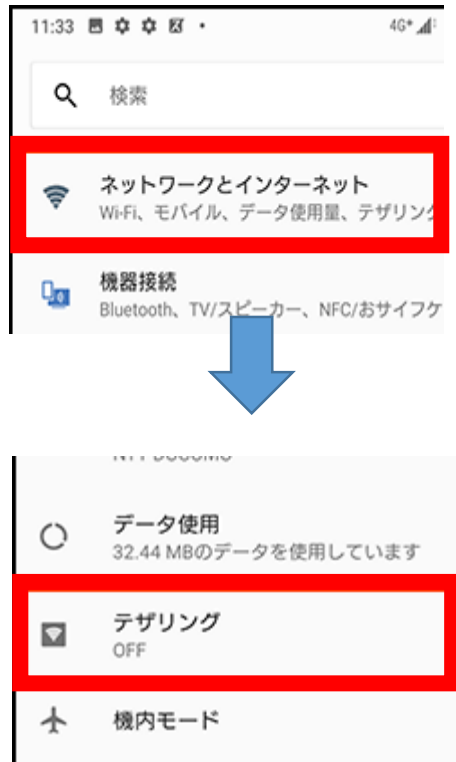 11:33 4G+
検索
ネットワークとインターネット
Wi-Fi、モバイル、データ使用量、テザリング
機器接続
Bluetooth、TV/スピーカー、NFC/おサイフケ
NTT DOCOMO
データ使用
32.44 MBのデータを使用しています
テザリング
OFF
機内モード